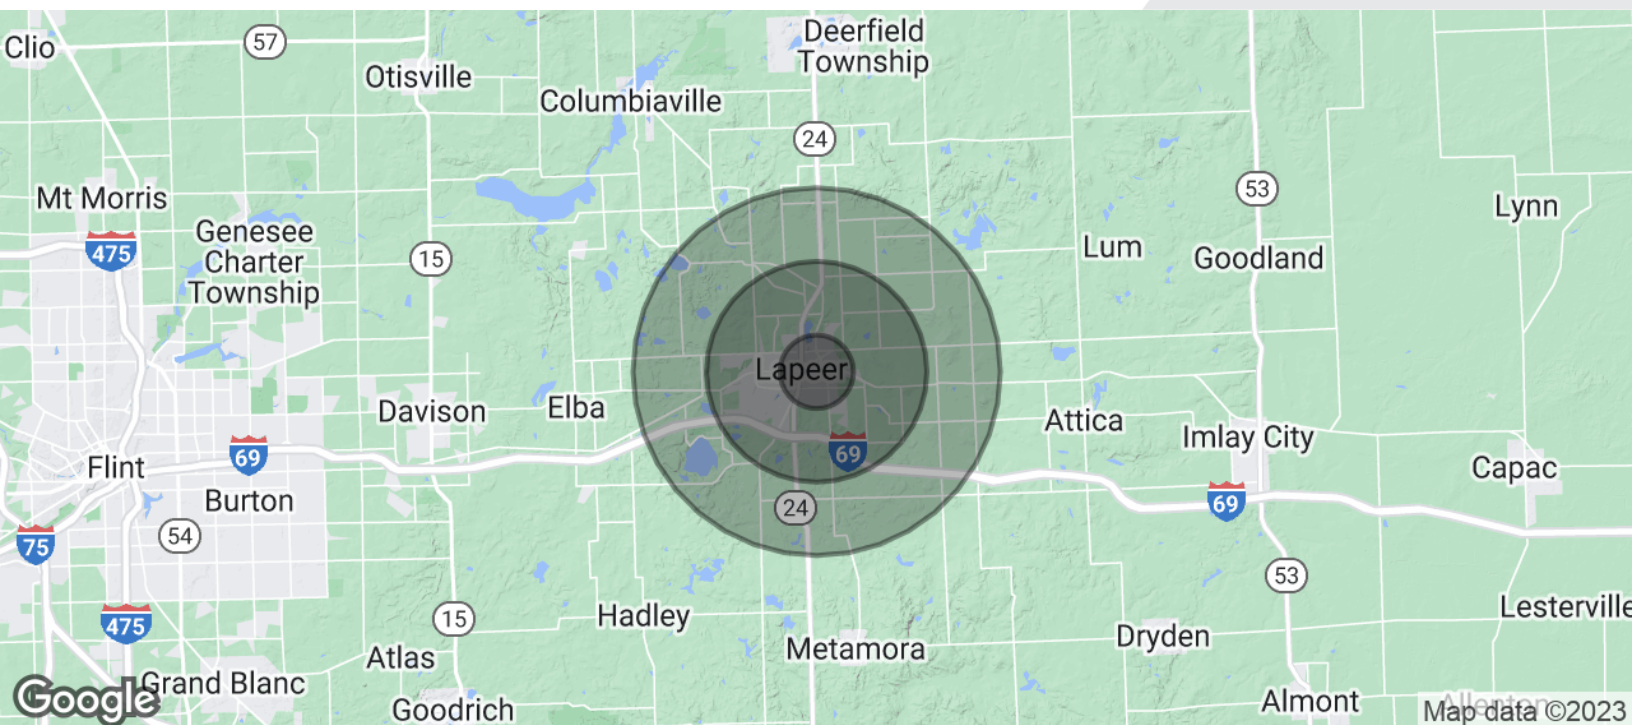 Clio
57
Deerfield
Township
Otisville
Columbiaville
24
Mt Morris
53
Lynn
475
Genesee
Charter
Township
15
Lum
Goodland
Lapeer
Davison
Elba
Attica
Imlay City
69
69
Flint
Capac
Burton
69
24
54
75
53
475
15
Hadley
Lesterville
Metamora
Dryden
Atlas
Grand Blanc
Google
Goodrich
Almont
Allenton
Map data ©2023